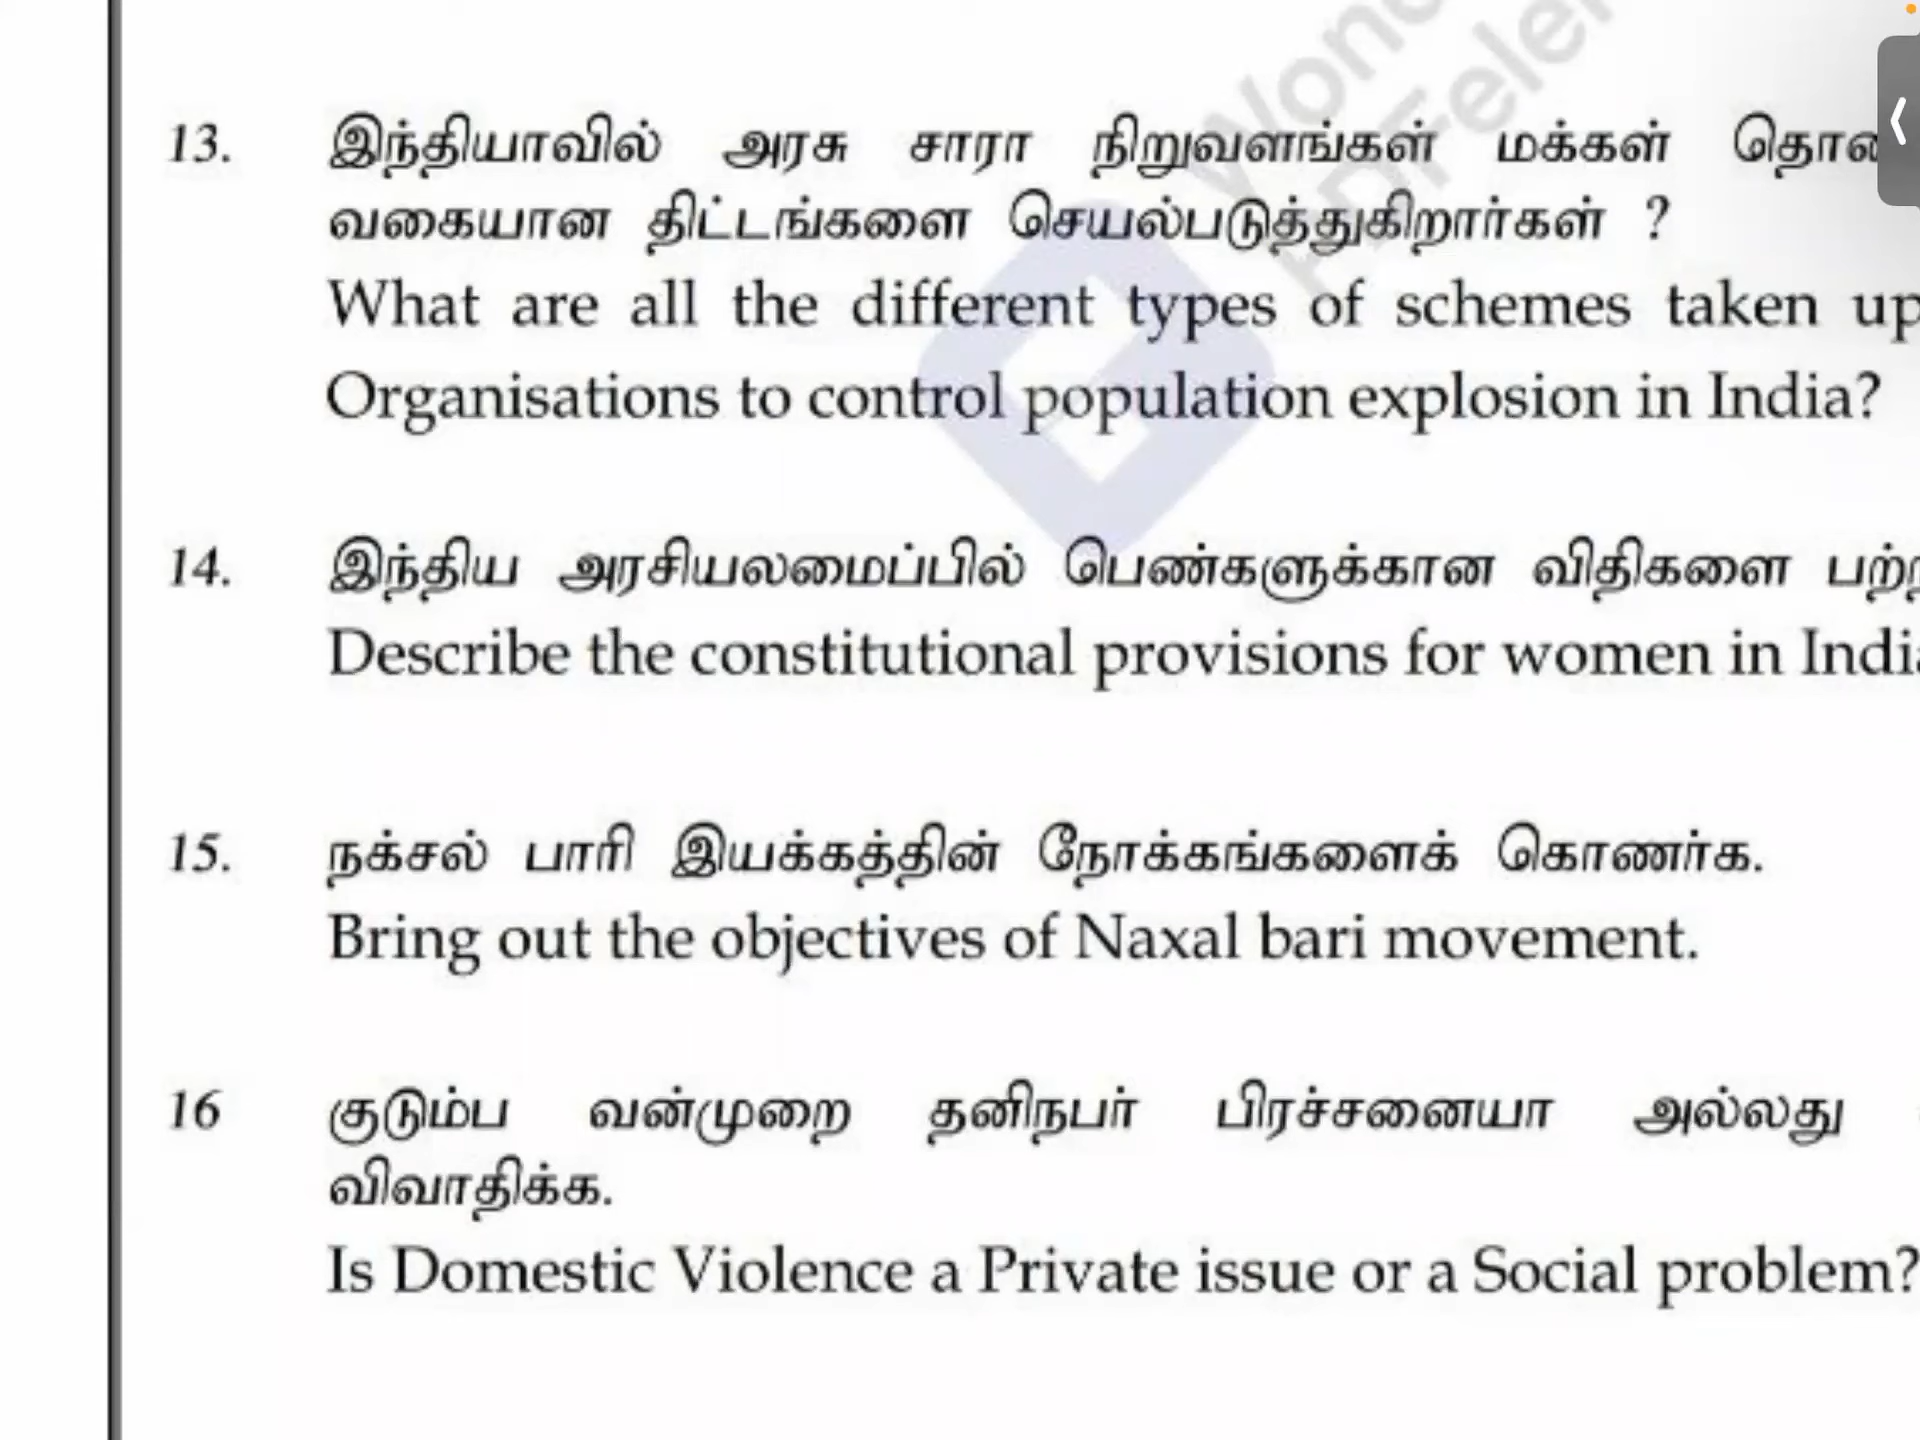 13. இந்தியாவில் அரசு சாரா நிறுவளங்கள் மக்கள்
வகையான திட்டங்களை செயல்படுத்துகிறார்கள் ?
What are all the different types of schemes taken up
Organisations to control population explosion in India?
14. இந்திய அரசியலமைப்பில் பெண்களுக்கான விதிகளை
Describe the constitutional provisions for women in
15. நக்சல் பாரி இயக்கத்தின் நோக்கங்களைக் கொணர்க.
Bring out the objectives of Naxal bari movement.
16 குடும்ப வன்முறை தனிநபர் பிரச்சனையா அல்லது
விவாதிக்க.
Is Domestic Violence a Private issue or a Social problem?